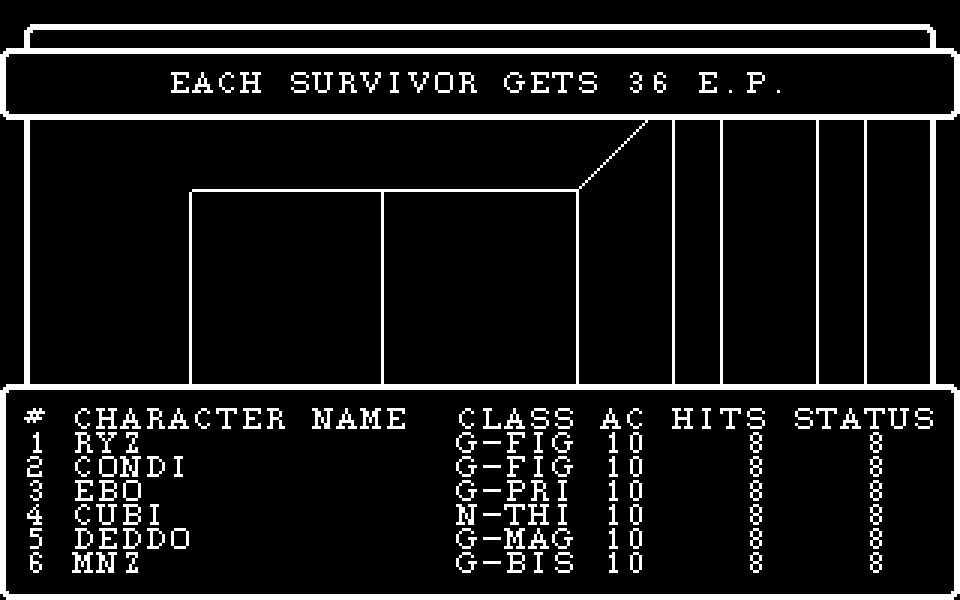 EACH SURVIVOR GETS 36 E.P.
# CHARACTER NAME CLASS AC HITS STATUS
1 RYZ G-FIG 10 8 8
2 CONDI G-FIG 10 8 8
3 EBO G-PRI 10 8 8
4 CUBI N-THI 10 8 8
5 DEDDO G-MAG 10 8 8
6 MNZ G-BIS 10 8 8